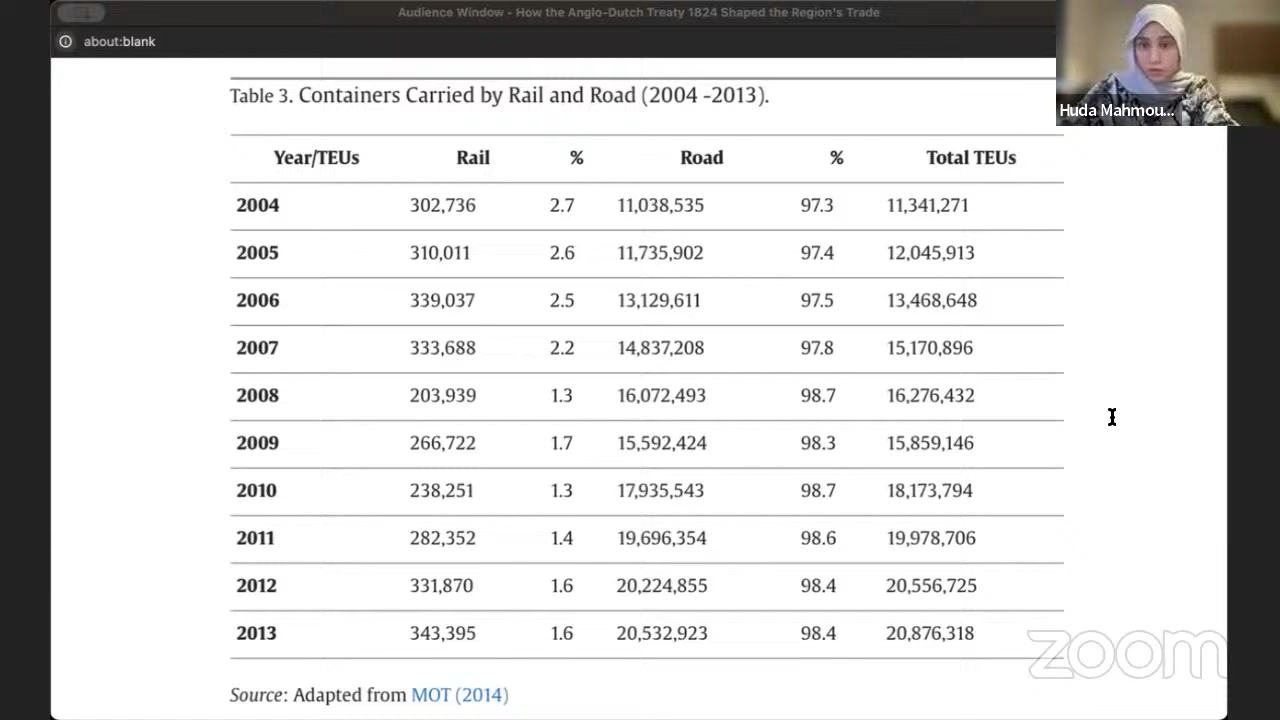 Audience Window - How the Anglo-Dutch Treaty 1824 Shaped the Region's Trade
about:blank
Huda Mahmou...
Table 3. Containers Carried by Rail and Road (2004 -2013).
Year/TEUs Rail % Road % Total TEUs
2004 302,736 2.7 11,038,535 97.3 11,341,271
2005 310,011 2.6 11,735,902 97.4 12,045,913
2006 339,037 2.5 13,129,611 97.5 13,468,648
2007 333,688 2.2 14,837,208 97.8 15,170,896
2008 203,939 1.3 16,072,493 98.7 16,276,432
2009 266,722 1.7 15,592,424 98.3 15,859,146
2010 238,251 1.3 17,935,543 98.7 18,173,794
2011 282,352 1.4 19,696,354 98.6 19,978,706
2012 331,870 1.6 20,224,855 98.4 20,556,725
2013 343,395 1.6 20,532,923 98.4 20,876,318
zoom
Source: Adapted from MOT (2014)